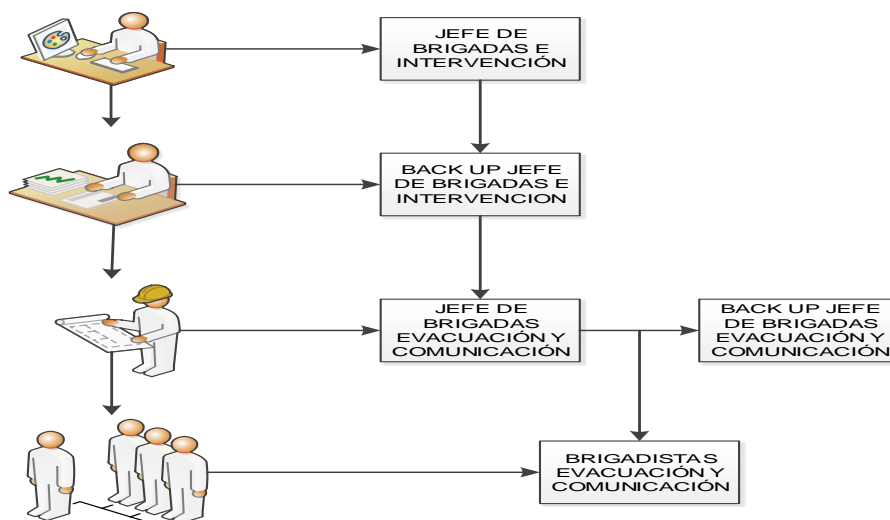 JEFE DE
BRIGADAS E
INTERVENCIÓN
BACK UP JEFE
DE BRIGADAS E
INTERVENCION
JEFE DE
BRIGADAS
EVACUACIÓN Y
COMUNICACIÓN
BACK UP JEFE
DE BRIGADAS
EVACUACIÓN Y
COMUNICACIÓN
BRIGADISTAS
EVACUACIÓN Y
COMUNICACIÓN